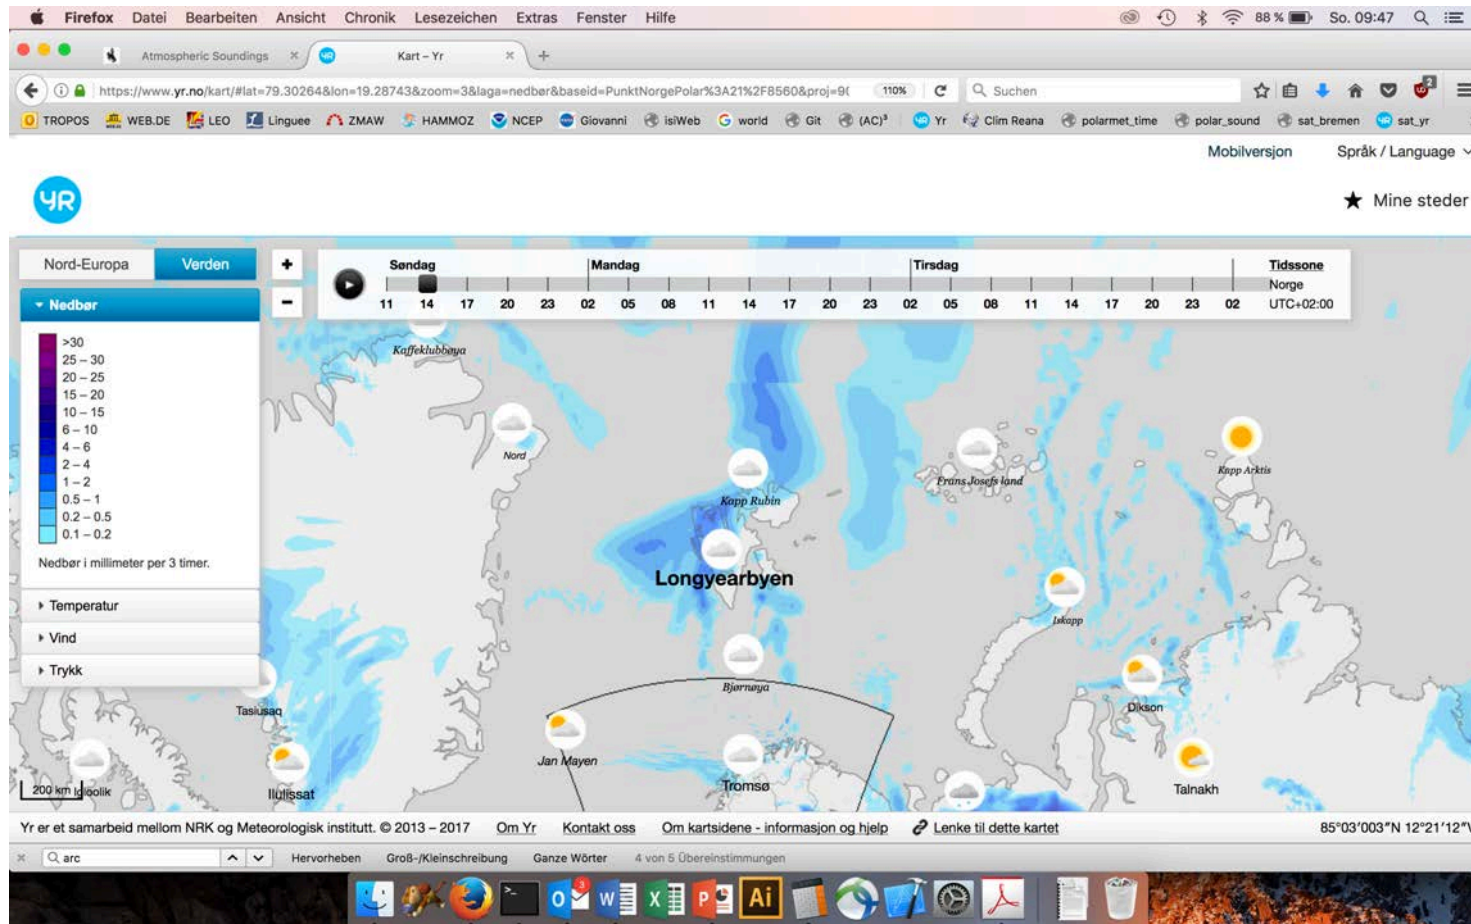 Firefox Datei Bearbeiten Ansicht Chronik Lesezeichen Extras Fenster Hilfe 88 % So. 09:47
Atmospheric Soundings × Kart – Yr × +
https://www.yr.no/kart/#lat=79.30264&lon=19.28743&zoom=3&laga=nedbør&baseid=PunktNorgePolar%3A21%2F8560&proj=9( 110% Suchen 2
TROPOS WEB.DE LEO Linguee ZMAW HAMMOZ NCEP Giovanni isiWeb world Git (AC)³ Yr Clim Reana polarmet_time polar_sound sat_bremen sat_yr
Mobilversjon Språk / Language
YR
Mine steder
Nord-Europa Verden + Søndag Mandag Tirsdag Tidssone
Norge
Nedbør − 11 14 17 20 23 02 05 08 11 14 17 20 23 02 05 08 11 14 17 20 23 02 UTC+02:00
>30
25 – 30
20 – 25
15 – 20
10 – 15
6 – 10
4 – 6
2 – 4
1 – 2
0.5 – 1
0.2 – 0.5
0.1 – 0.2
Nedbør i millimeter per 3 timer.
Temperatur
Vind
Trykk
Kaffeklubbøya
Nord
Kapp Rubin
Frans Josefs land
Kapp Arktis
Longyearbyen
Iskapp
Bjørnøya
Tasiusaq
Dikson
Jan Mayen
Tromsø
Talnakh
200 km Igloolik
Ilulissat
Yr er et samarbeid mellom NRK og Meteorologisk institutt. © 2013 – 2017 Om Yr Kontakt oss Om kartsidene - informasjon og hjelp Lenke til dette kartet 85°03′003″N 12°21′12″
× arc Hervorheben Groß-/Kleinschreibung Ganze Wörter 4 von 5 Übereinstimmungen
3 Ai